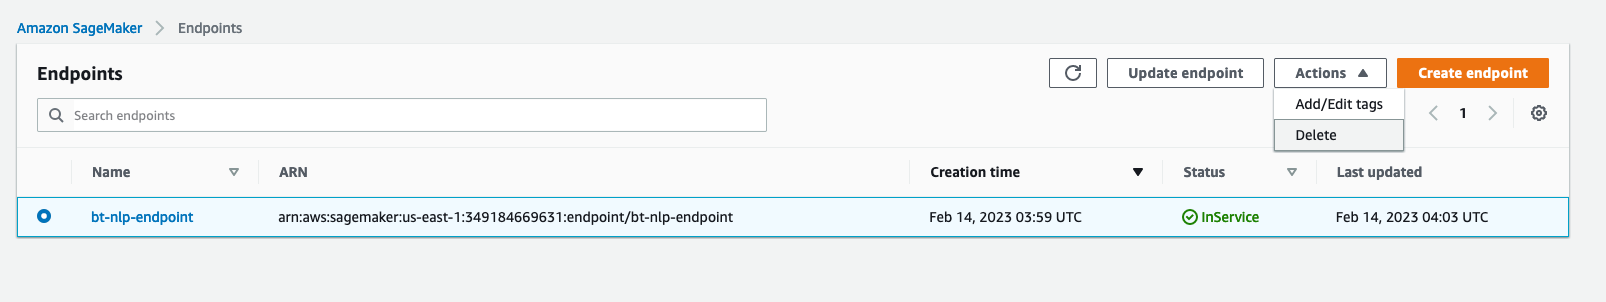 Amazon SageMaker > Endpoints
Endpoints
Update endpoint
Actions
Create endpoint
Search endpoints
Add/Edit tags
1
Delete
Name ARN Creation time Status Last updated
bt-nlp-endpoint arn:aws:sagemaker:us-east-1:349184669631:endpoint/bt-nlp-endpoint Feb 14, 2023 03:59 UTC InService Feb 14, 2023 04:03 UTC